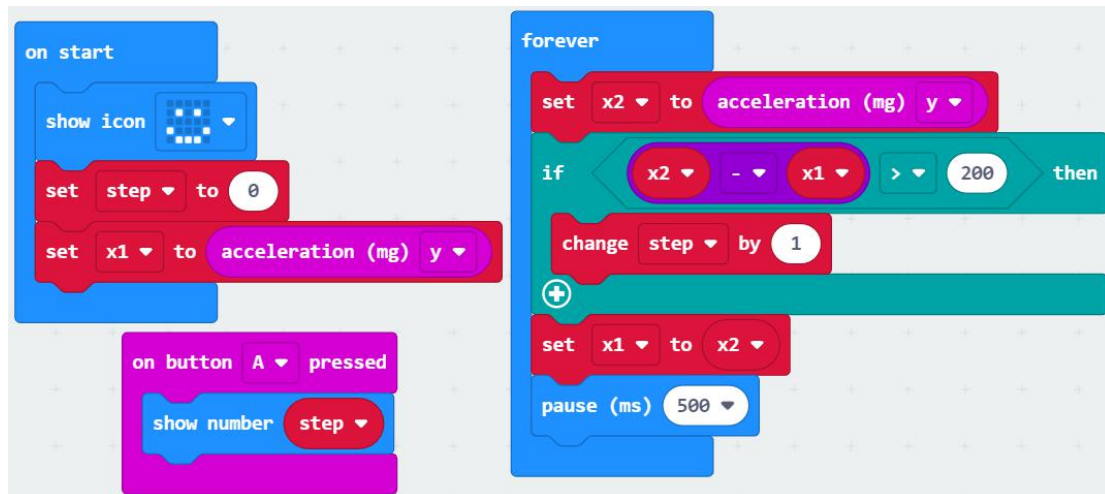 on start
show icon
set step to 0
set x1 to acceleration (mg) y
on button A pressed
show number step
forever
set x2 to acceleration (mg) y
if x2 - x1 > 200 then
change step by 1
set x1 to x2
pause (ms) 500